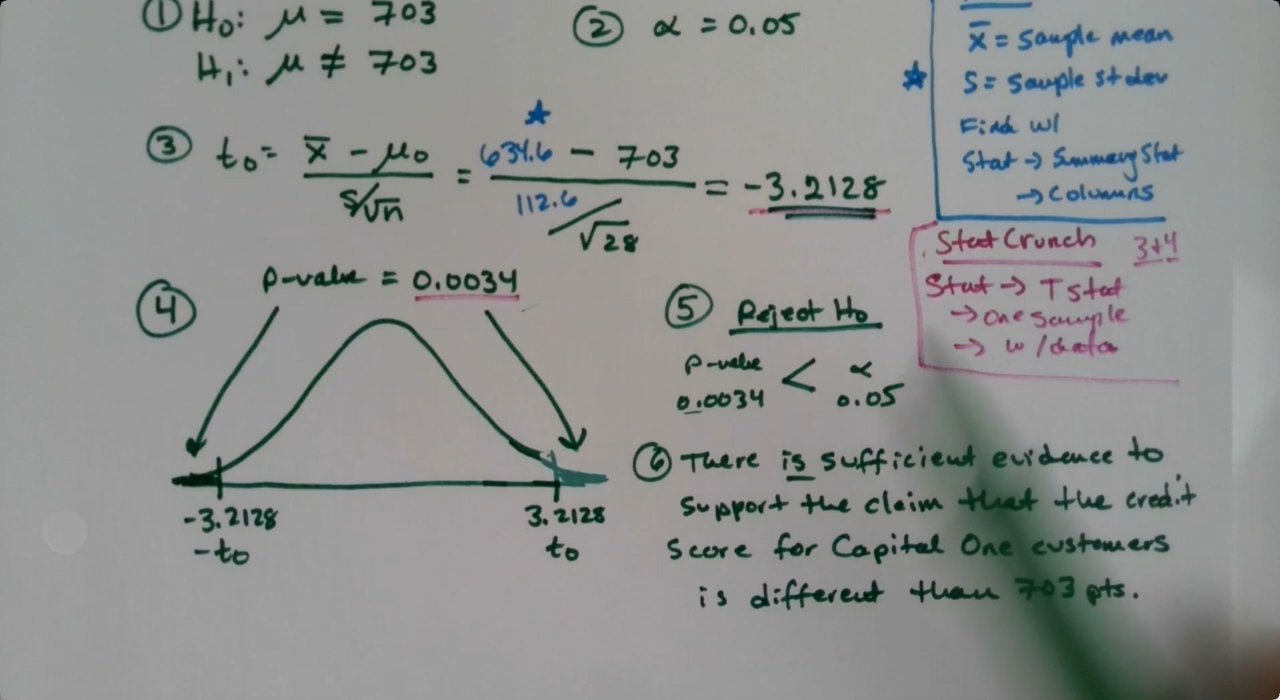 ① H₀: μ = 703
H₁: μ ≠ 703
② α = 0.05
x̄ = sample mean
★ S = sample st dev
Find w/
Stat → Summary Stat
→ Columns
③ t₀ = x̄ - μ₀ / s/√n = 634.6 - 703 / 112.6/√28 = -3.2128
★
StatCrunch 3+4
Stat → T stat
→ one sample
→ w/data
④ P-value = 0.0034
-3.2128
-t₀
3.2128
t₀
⑤ Reject H₀
P-value < α
0.0034 0.05
⑥ There is sufficient evidence to
support the claim that the credit
score for Capital One customers
is different than 703 pts.